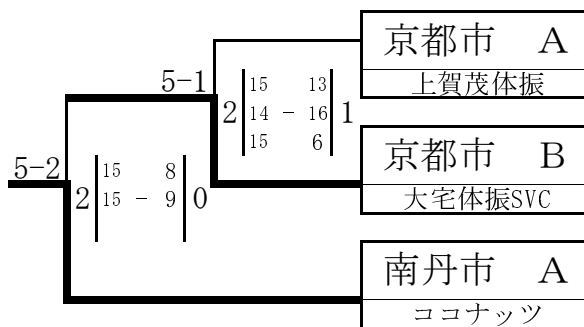 京都市 A
上賀茂体振
5-1
2 15 13 1
14 - 16
15 6
京都市 B
大宅体振SVC
5-2
2 15 8 0
15 - 9
南丹市 A
ココナッツ